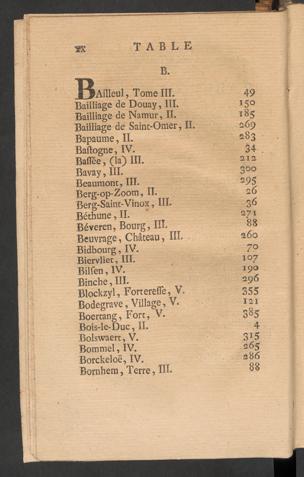 xx TABLE
B.
BAilleul, Tome III. 49
Bailliage de Douay, III. 150
Bailliage de Namur, II. 185
Bailliage de Saint-Omer, II. 269
Bapaume, II. 283
Bastogne, IV. 34
Bassée, (la) III. 212
Bavay, III. 300
Beaumont, III. 295
Berg-op-Zoom, II. 26
Berg-Saint-Vinox, III. 36
Béthune, II. 271
Béveren, Bourg, III. 88
Beuvrage, Château, III. 260
Bidbourg, IV. 70
Biervliet, III. 107
Bilsen, IV. 190
Binche, III. 296
Blockzyl, Forteresse, V. 355
Bodegrave, Village, V. 121
Boertang, Fort, V. 385
Bois-le-Duc, II. 4
Bolswaert, V. 315
Bommel, IV. 265
Borckeloë, IV. 286
Bornhem, Terre, III. 88